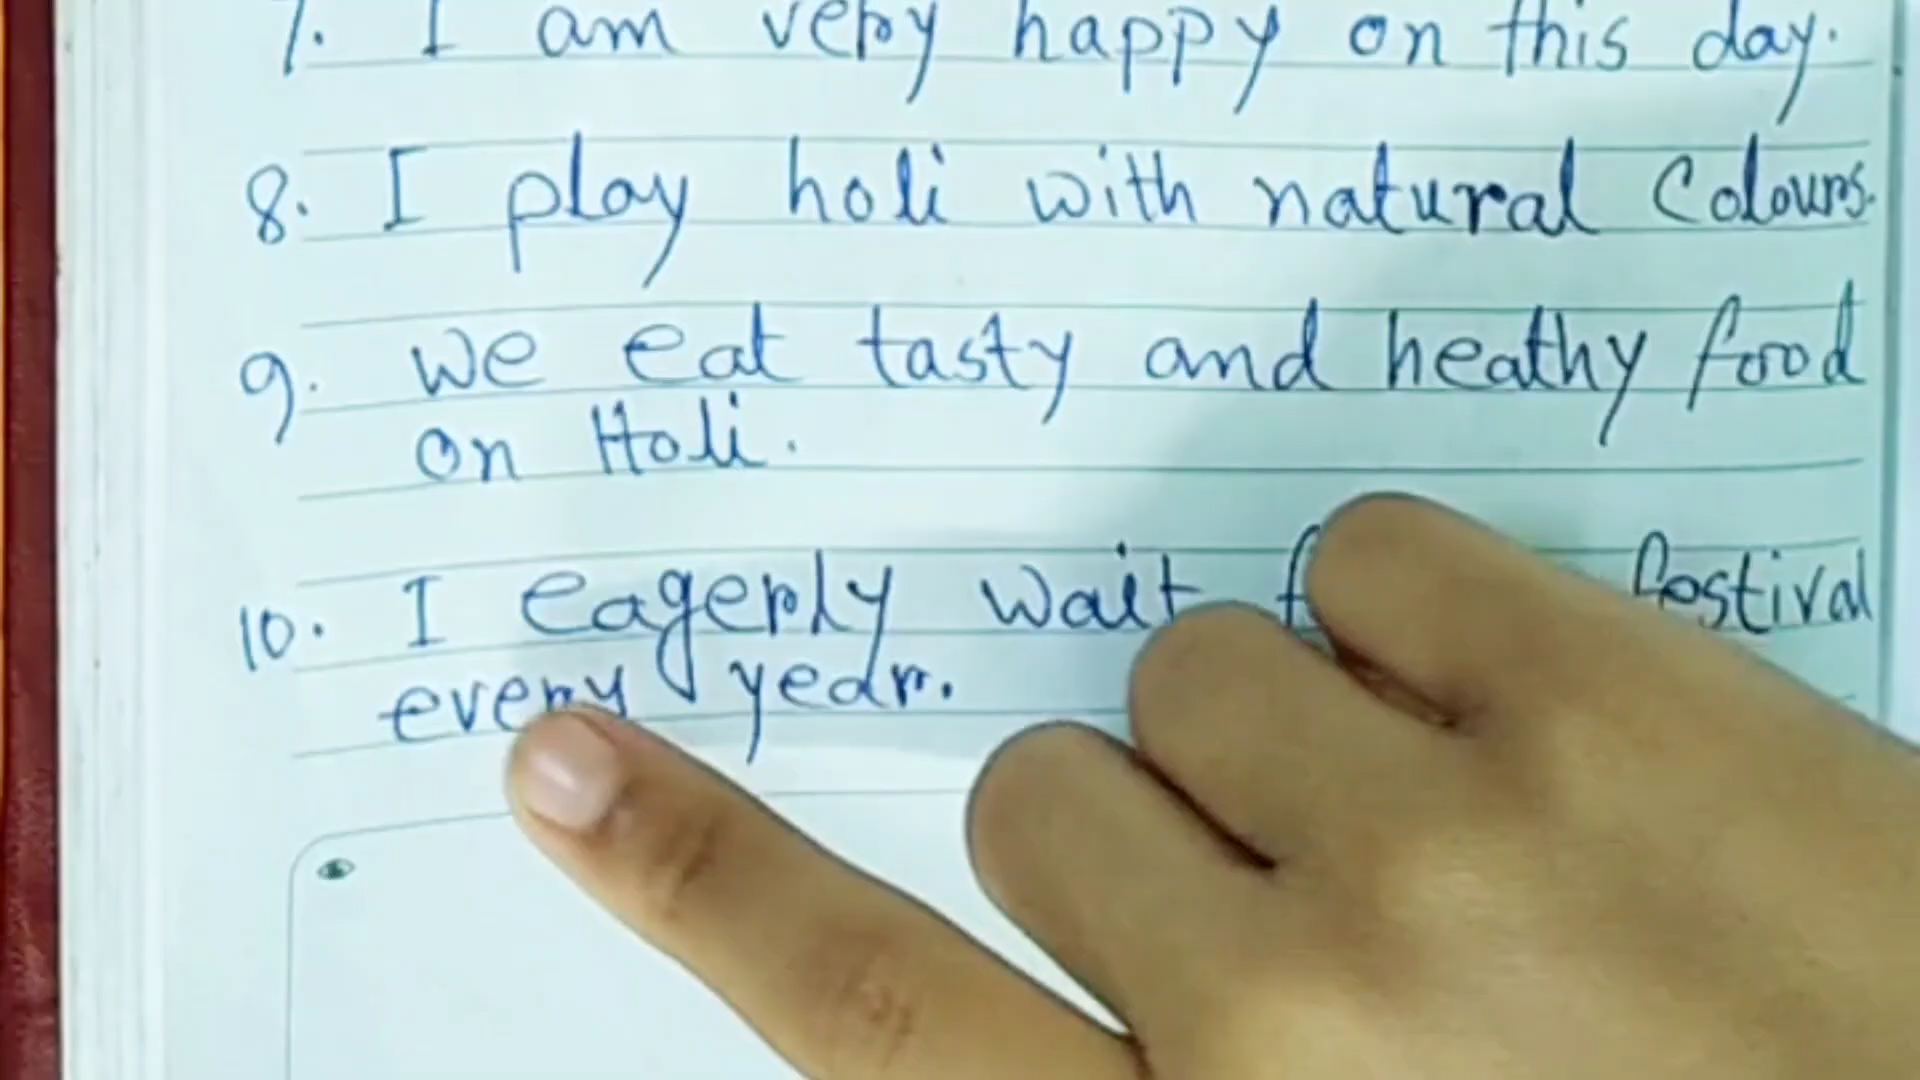 7. I am very happy on this day.
8. I play holi with natural Colours.
9. We eat tasty and heathy food
on Holi.
10. I eagerly wait festival
every year.